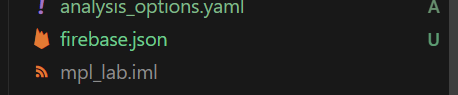 ! analysis_options.yaml A
firebase.json U
mpl_lab.iml